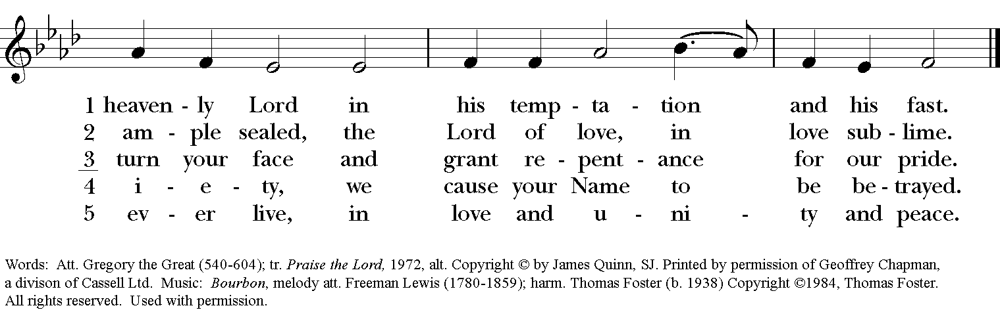 1 heaven - ly Lord in his temp - ta - tion and his fast.
2 am - ple sealed, the Lord of love, in love sub - lime.
3 turn your face and grant re - pent - ance for our pride.
4 i - e - ty, we cause your Name to be be - trayed.
5 ev - er live, in love and u - ni - ty and peace.
Words: Att. Gregory the Great (540-604); tr. Praise the Lord, 1972, alt. Copyright © by James Quinn, SJ. Printed by permission of Geoffrey Chapman,
a divison of Cassell Ltd. Music: Bourbon, melody att. Freeman Lewis (1780-1859); harm. Thomas Foster (b. 1938) Copyright ©1984, Thomas Foster.
All rights reserved. Used with permission.